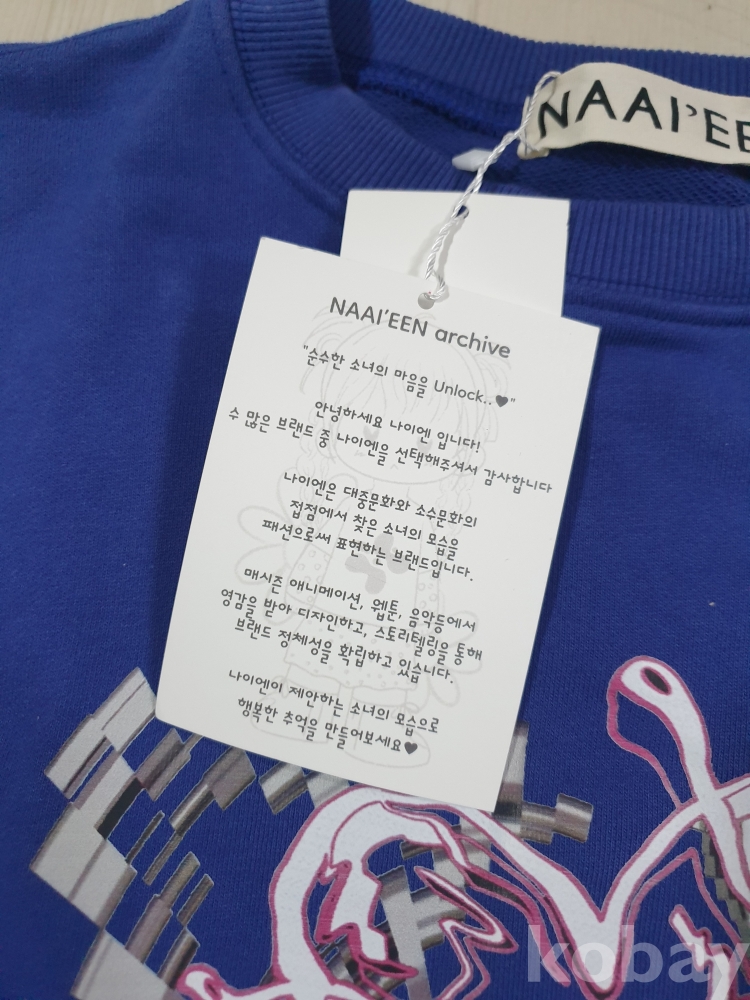 NAAI'EE
NAAI'EEN archive
"순수한 소녀의 마음을 Unlock..♥"
안녕하세요 나이엔 입니다!
수 많은 브랜드 중 나이엔을 선택해주셔서 감사합니다
나이엔은 대중문화와 소수문화의
접점에서 찾은 소녀의 모습을
패션으로써 표현하는 브랜드입니다.
매시즌 애니메이션, 웹툰, 음악등에서
영감을 받아 디자인하고, 스토리텔링을 통해
브랜드 정체성을 확립하고 있습니다.
나이엔이 제안하는 소녀의 모습으로
행복한 추억을 만들어보세요♥
kobay